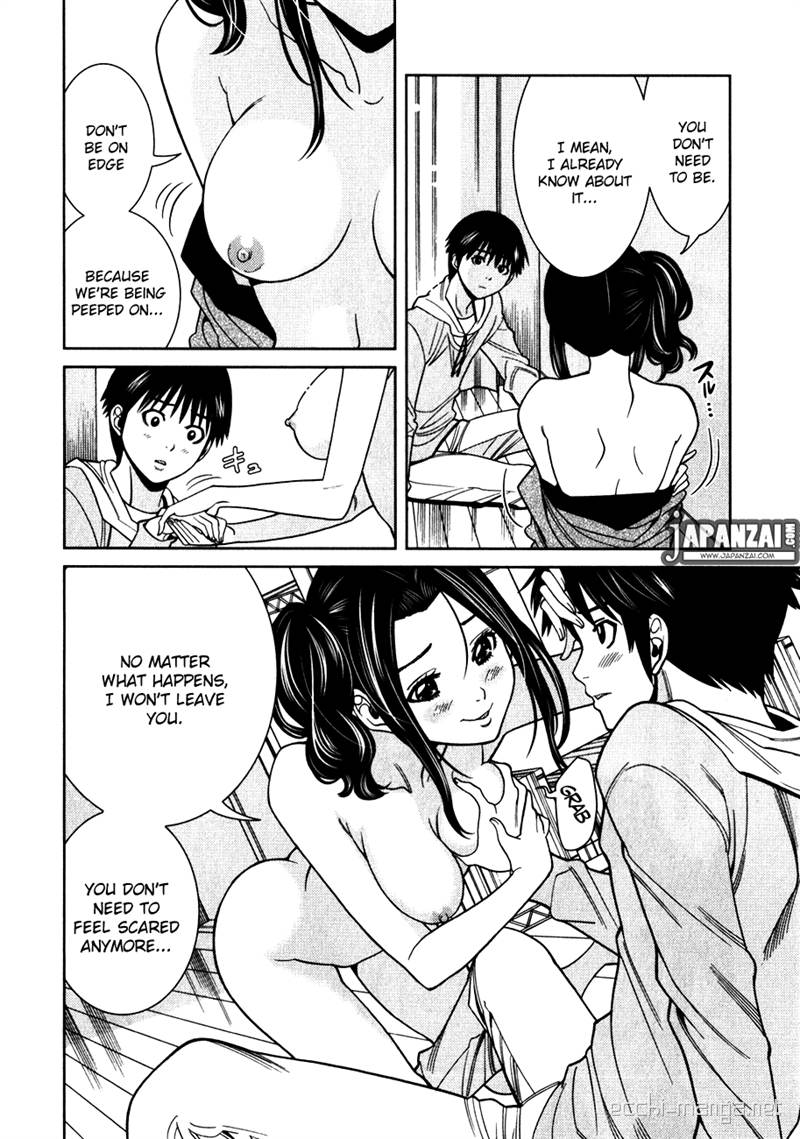 YOU
DON'T
NEED
TO BE.
I MEAN,
I ALREADY
KNOW ABOUT
IT...
スル...
DON'T
BE ON
EDGE
BECAUSE
WE'RE BEING
PEEPED ON...
キュ
JAPANZAI.COM
WWW.JAPANZAI.COM
NO MATTER
WHAT HAPPENS,
I WON'T LEAVE
YOU.
GRAB
YOU DON'T
NEED TO
FEEL SCARED
ANYMORE...
ecchi-manga.net